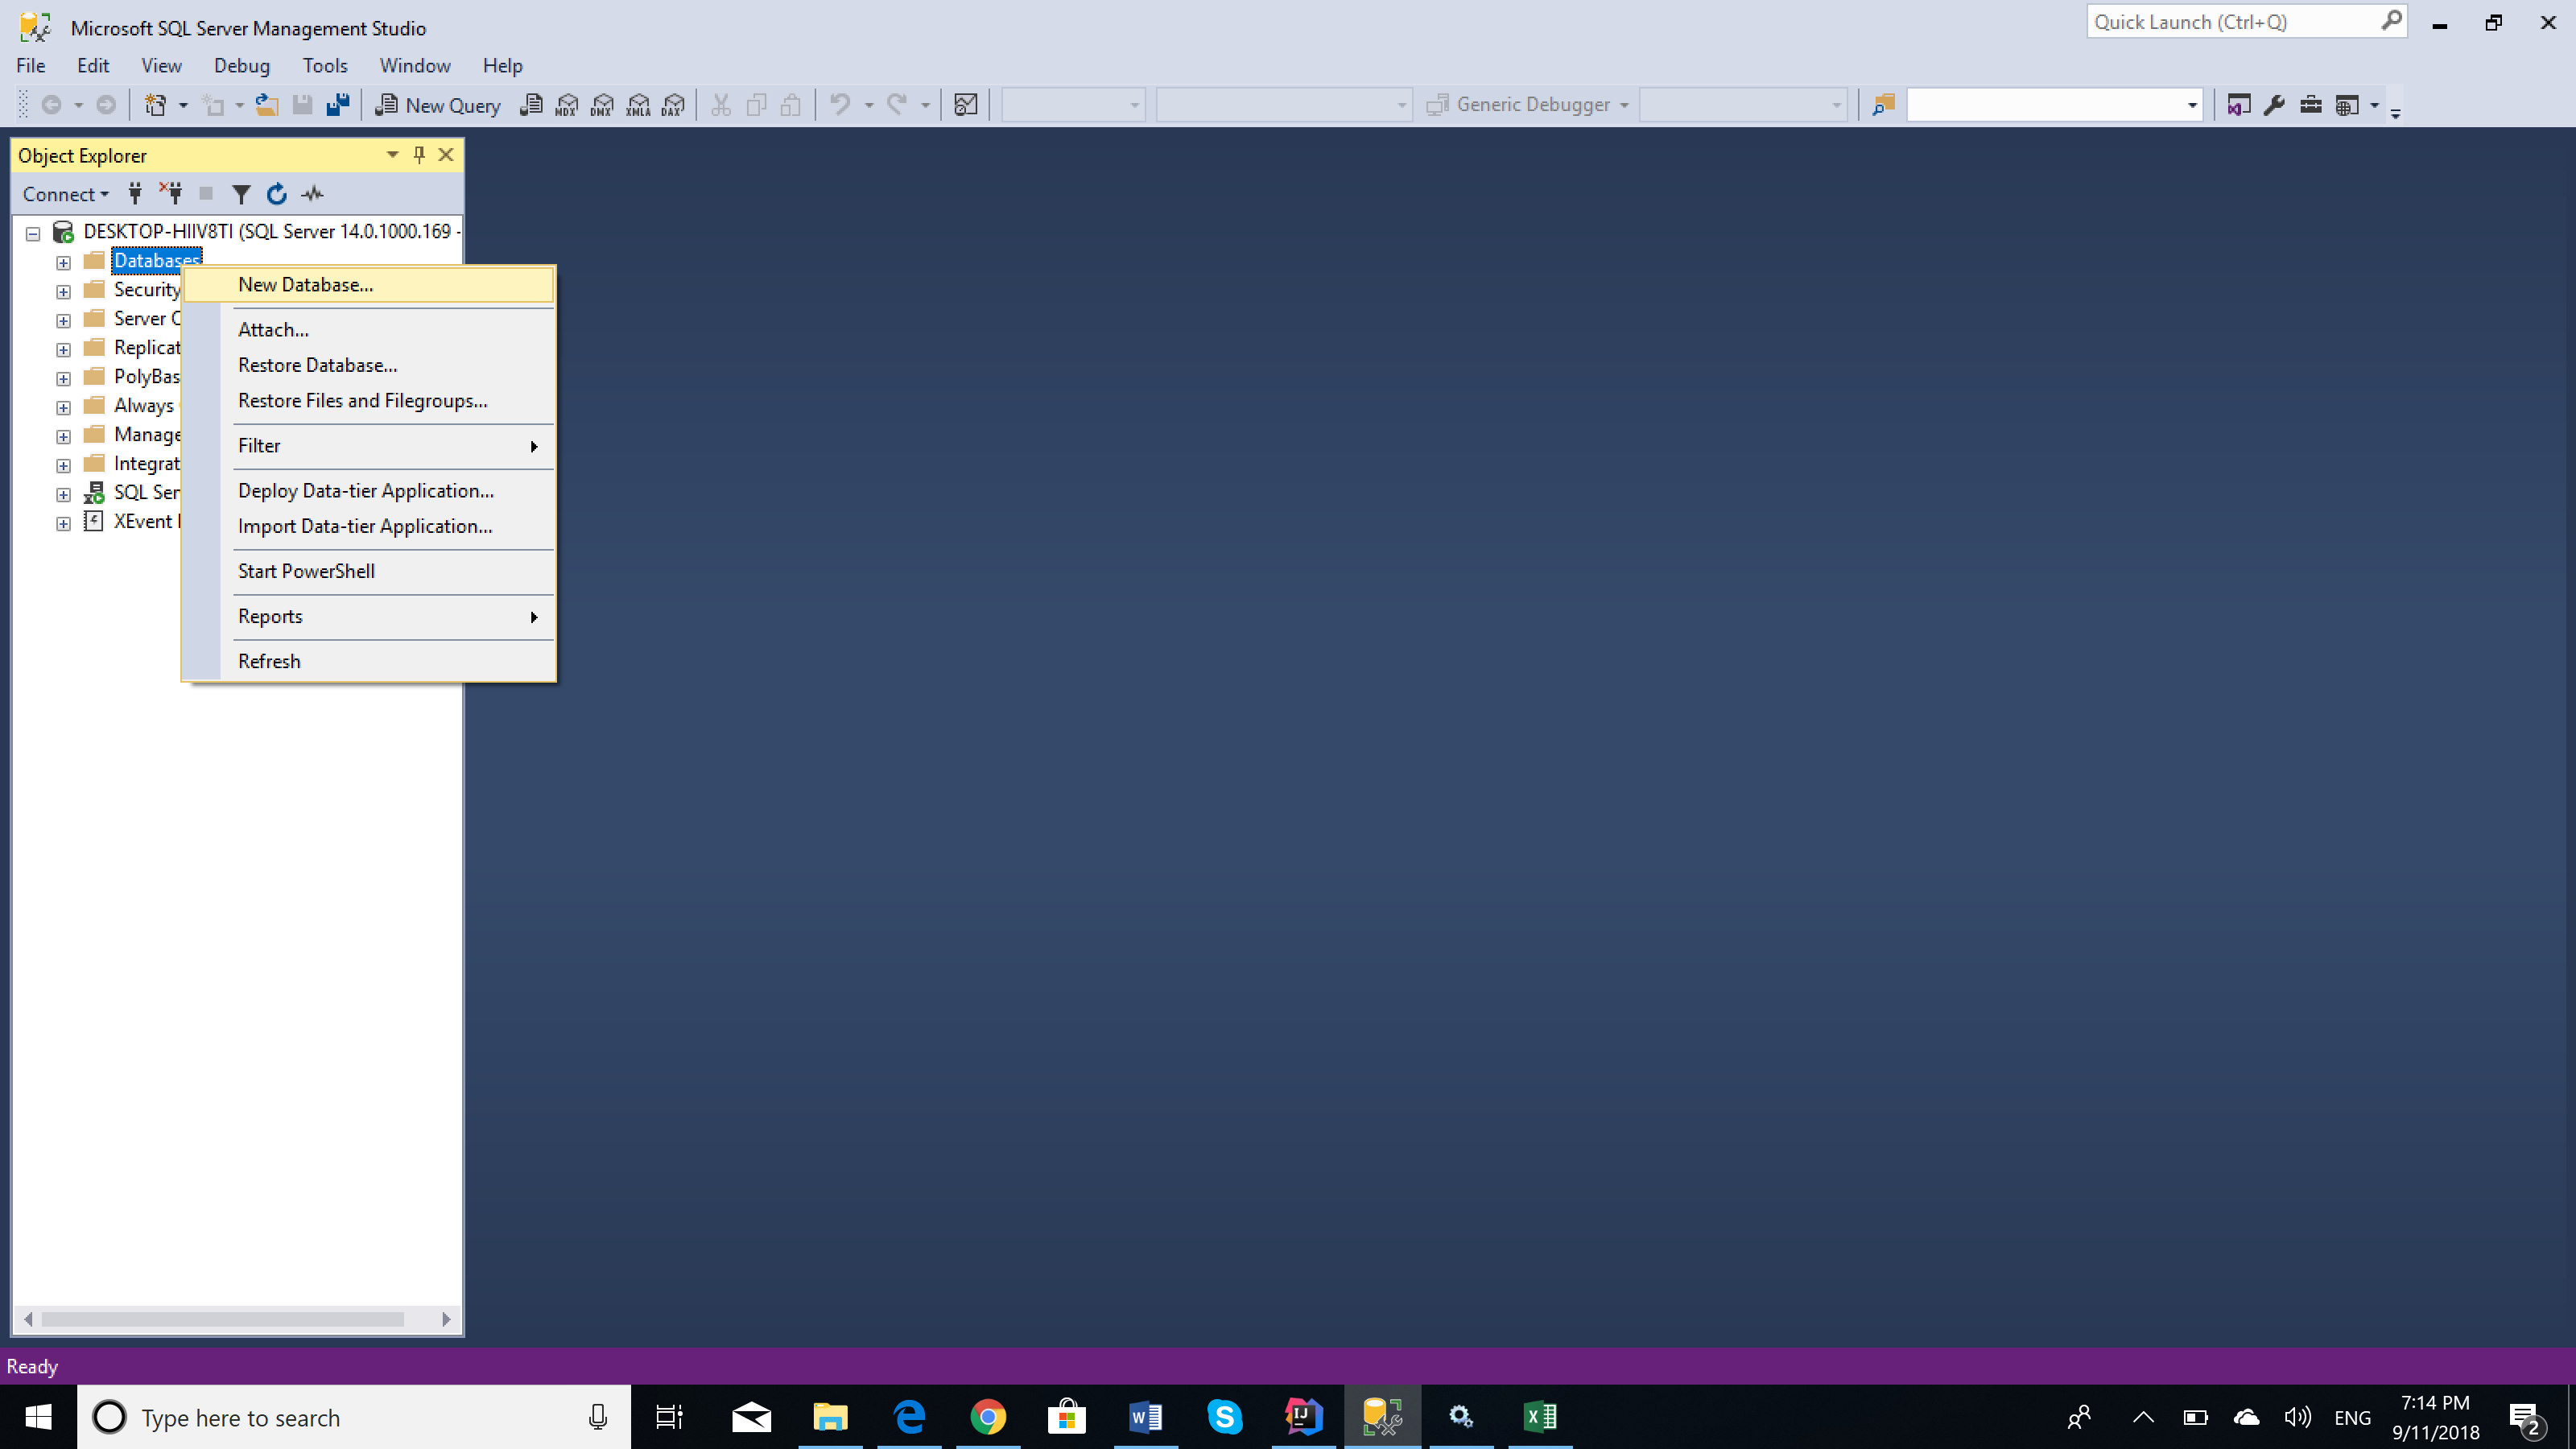 Microsoft SQL Server Management Studio
Quick Launch (Ctrl+Q)
File Edit View Debug Tools Window Help
New Query MDX DMX XMLA DAX Generic Debugger
Object Explorer
Connect
DESKTOP-HIIV8TI (SQL Server 14.0.1000.169 -
Databases
Security
Server
Replicat
PolyBas
Always
Manage
Integrat
SQL Ser
XEvent
New Database...
Attach...
Restore Database...
Restore Files and Filegroups...
Filter
Deploy Data-tier Application...
Import Data-tier Application...
Start PowerShell
Reports
Refresh
Ready
Type here to search
ENG
7:14 PM
9/11/2018
2